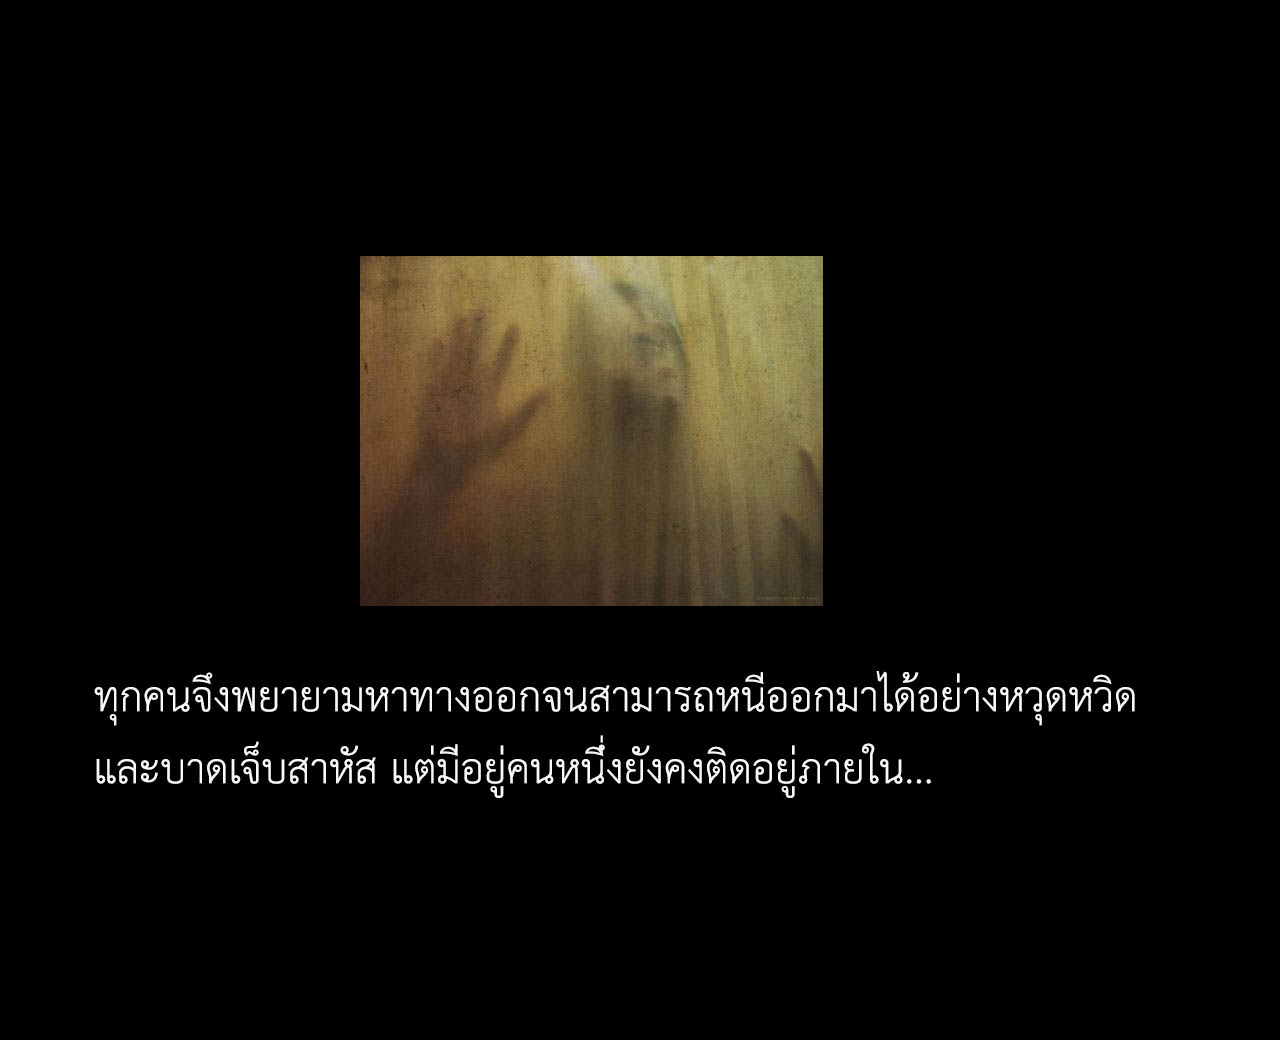 ทุกคนจึงพยายามหาทางออกจนสามารถหนีออกมาได้อย่างหวุดหวิด
และบาดเจ็บสาหัส แต่มีอยู่คนหนึ่งยังคงติดอยู่ภายใน...